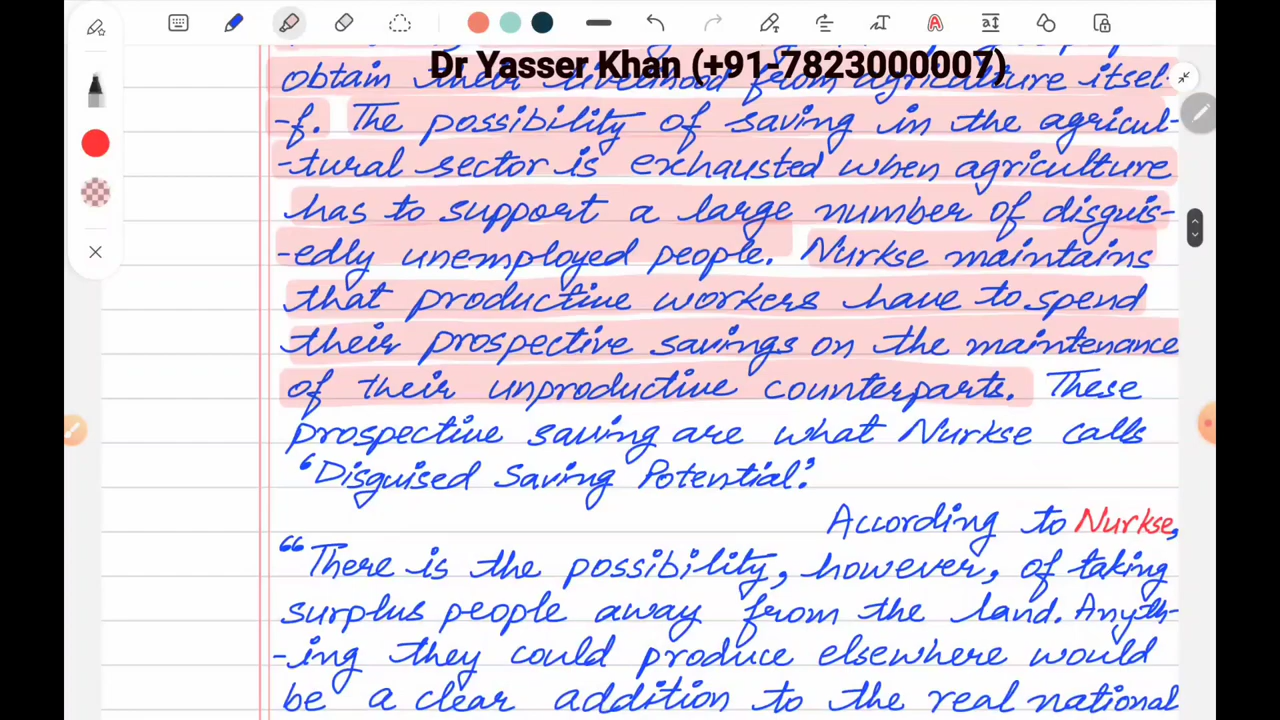 Dr Yasser Khan (+91-7823000007)
obtain their livelihood from agriculture itsel-
-f. The possibility of saving in the agricul-
-tural sector is exhausted when agriculture
has to support a large number of disguis-
-edly unemployed people. Nurkse maintains
that productive workers have to spend
their prospective savings on the maintenance
of their unproductive counterparts. These
prospective saving are what Nurkse calls
'Disguised Saving Potential'.
According to Nurkse,
"There is the possibility, however, of taking
surplus people away from the land. Anyth-
-ing they could produce elsewhere would
be a clear addition to the real national